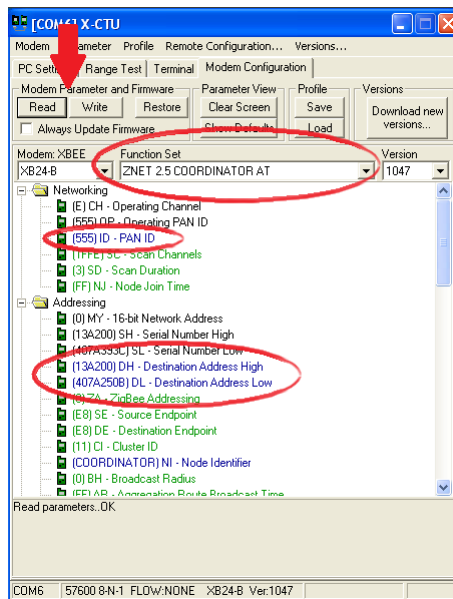 [COM6] X-CTU
Modem Parameter Profile Remote Configuration... Versions...
PC Settings Range Test Terminal Modem Configuration
Modem Parameter and Firmware Parameter View Profile Versions
Read Write Restore Clear Screen Save Download new versions...
Always Update Firmware Show Defaults Load
Modem: XBEE Function Set Version
XB24-B ZNET 2.5 COORDINATOR AT 1047
Networking
(E) CH - Operating Channel
(555) OP - Operating PAN ID
(555) ID - PAN ID
(1FFE) SC - Scan Channels
(3) SD - Scan Duration
(FF) NJ - Node Join Time
Addressing
(0) MY - 16-bit Network Address
(13A200) SH - Serial Number High
(407A393C) SL - Serial Number Low
(13A200) DH - Destination Address High
(407A250B) DL - Destination Address Low
ZA - ZigBee Addressing
(E8) SE - Source Endpoint
(E8) DE - Destination Endpoint
(11) CI - Cluster ID
(COORDINATOR) NI - Node Identifier
(0) BH - Broadcast Radius
(FF) AR - Aggregation Route Broadcast Time
Read parameters..OK
COM6 57600 8-N-1 FLOW:NONE XB24-B Ver:1047